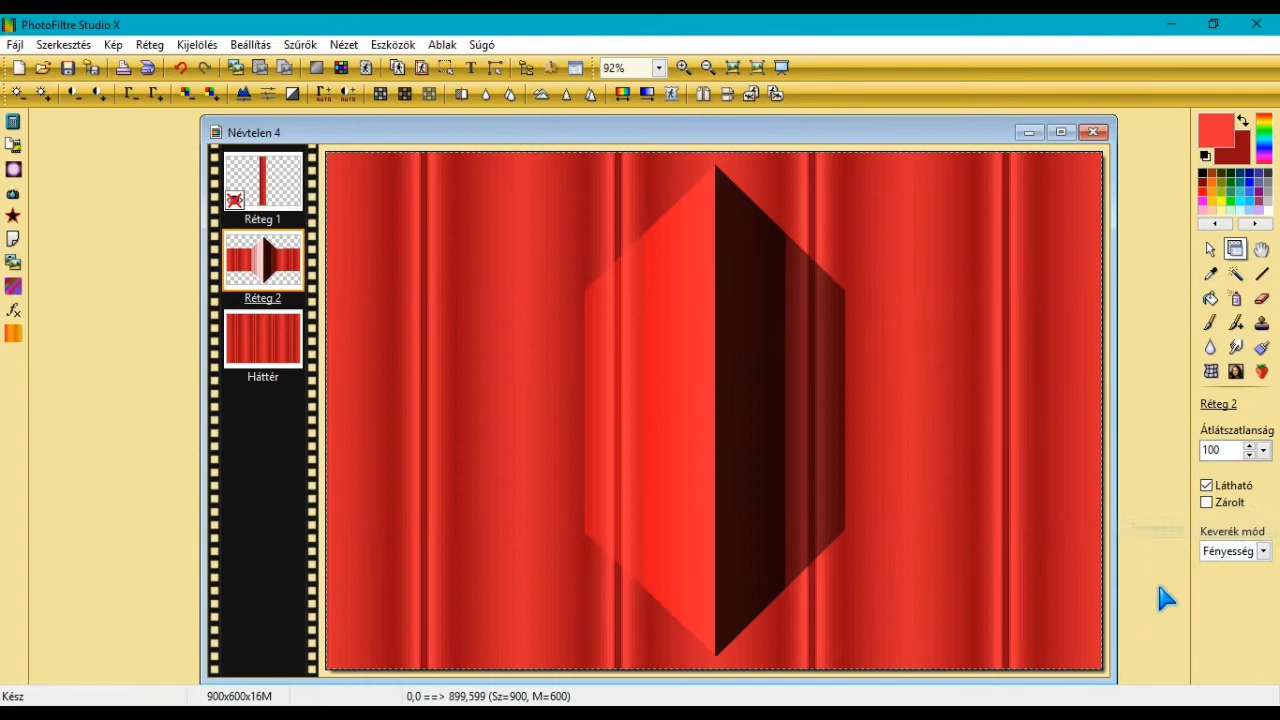 PhotoFiltre Studio X
Fájl Szerkesztés Kép Réteg Kijelölés Beállítás Szűrők Nézet Eszközök Ablak Súgó
92%
AUTO AUTO
Névtelen 4
Réteg 1
Réteg 2
Háttér
Réteg 2
Átlátszatlanság
100
Látható
Zárolt
Keverék mód
Fényesség
Kész 900x600x16M 0,0 ==> 899,599 (Sz=900, M=600)